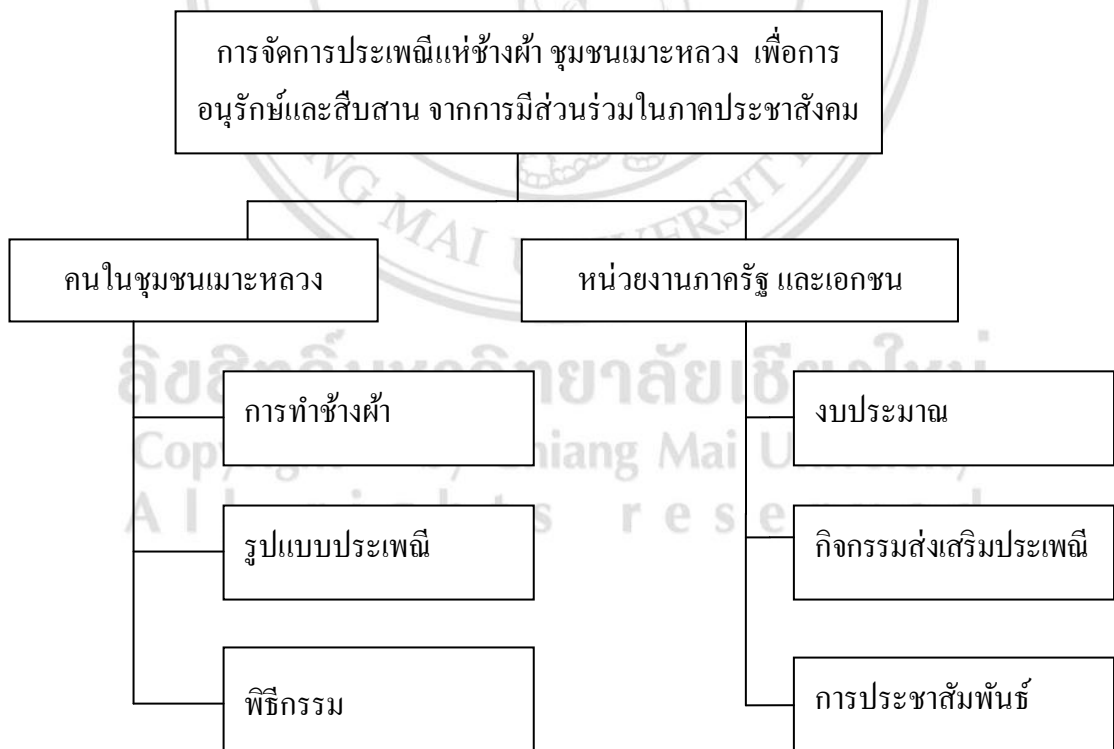 การจัดการประเพณีแห่ช้างผ้า ชุมชนเมาะหลวง เพื่อการ
อนุรักษ์และสืบสาน จากการมีส่วนร่วมในภาคประชาสังคม
NG MAI UNIVERSIT
คนในชุมชนเมาะหลวง
หน่วยงานภาครัฐ และเอกชน
การทำช้างผ้า
งบประมาณ
Mai
รูปแบบประเพณี
กิจกรรมส่งเสริมประเพณี
พิธีกรรม
การประชาสัมพันธ์